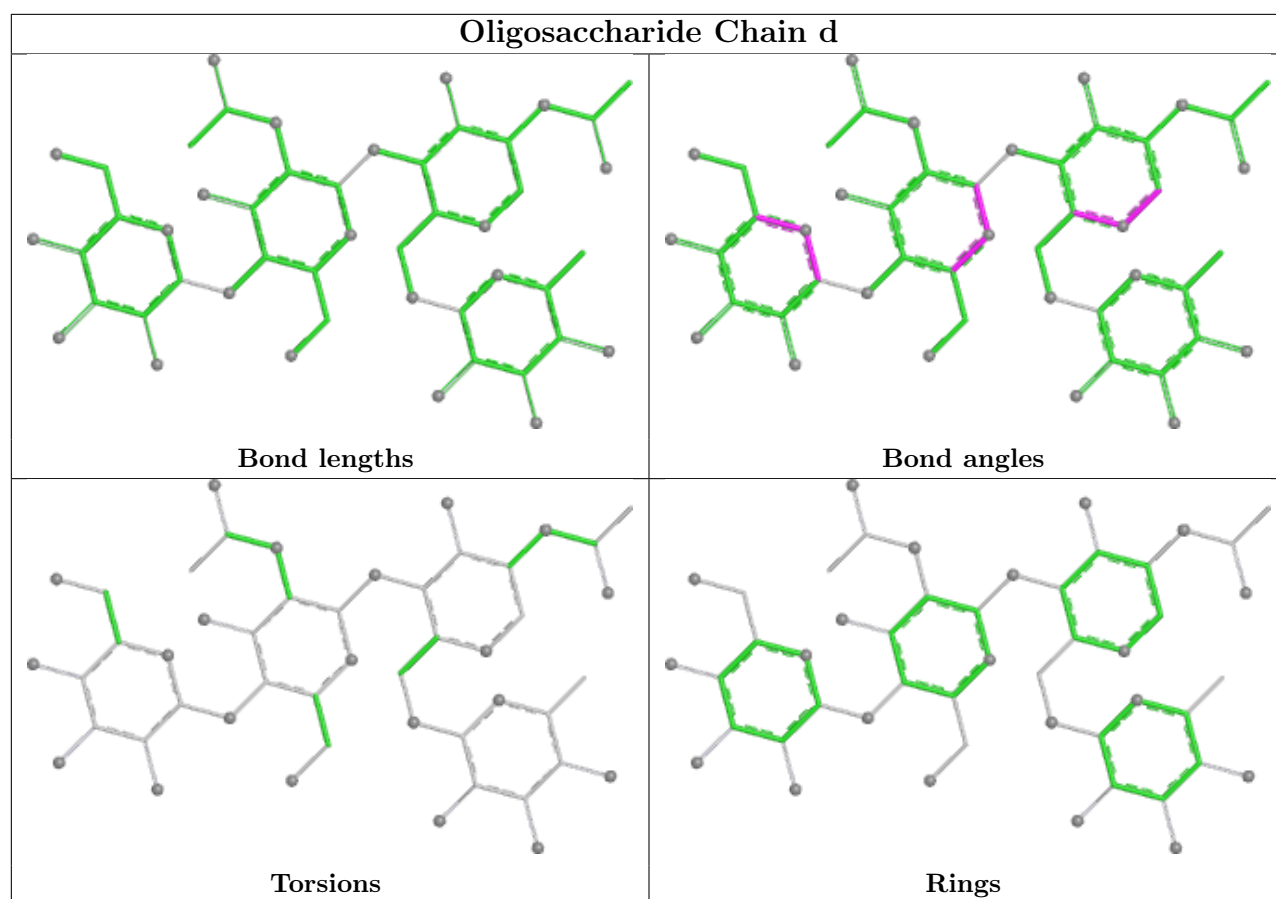 Oligosaccharide Chain d
Bond lengths
Bond angles
Torsions
Rings